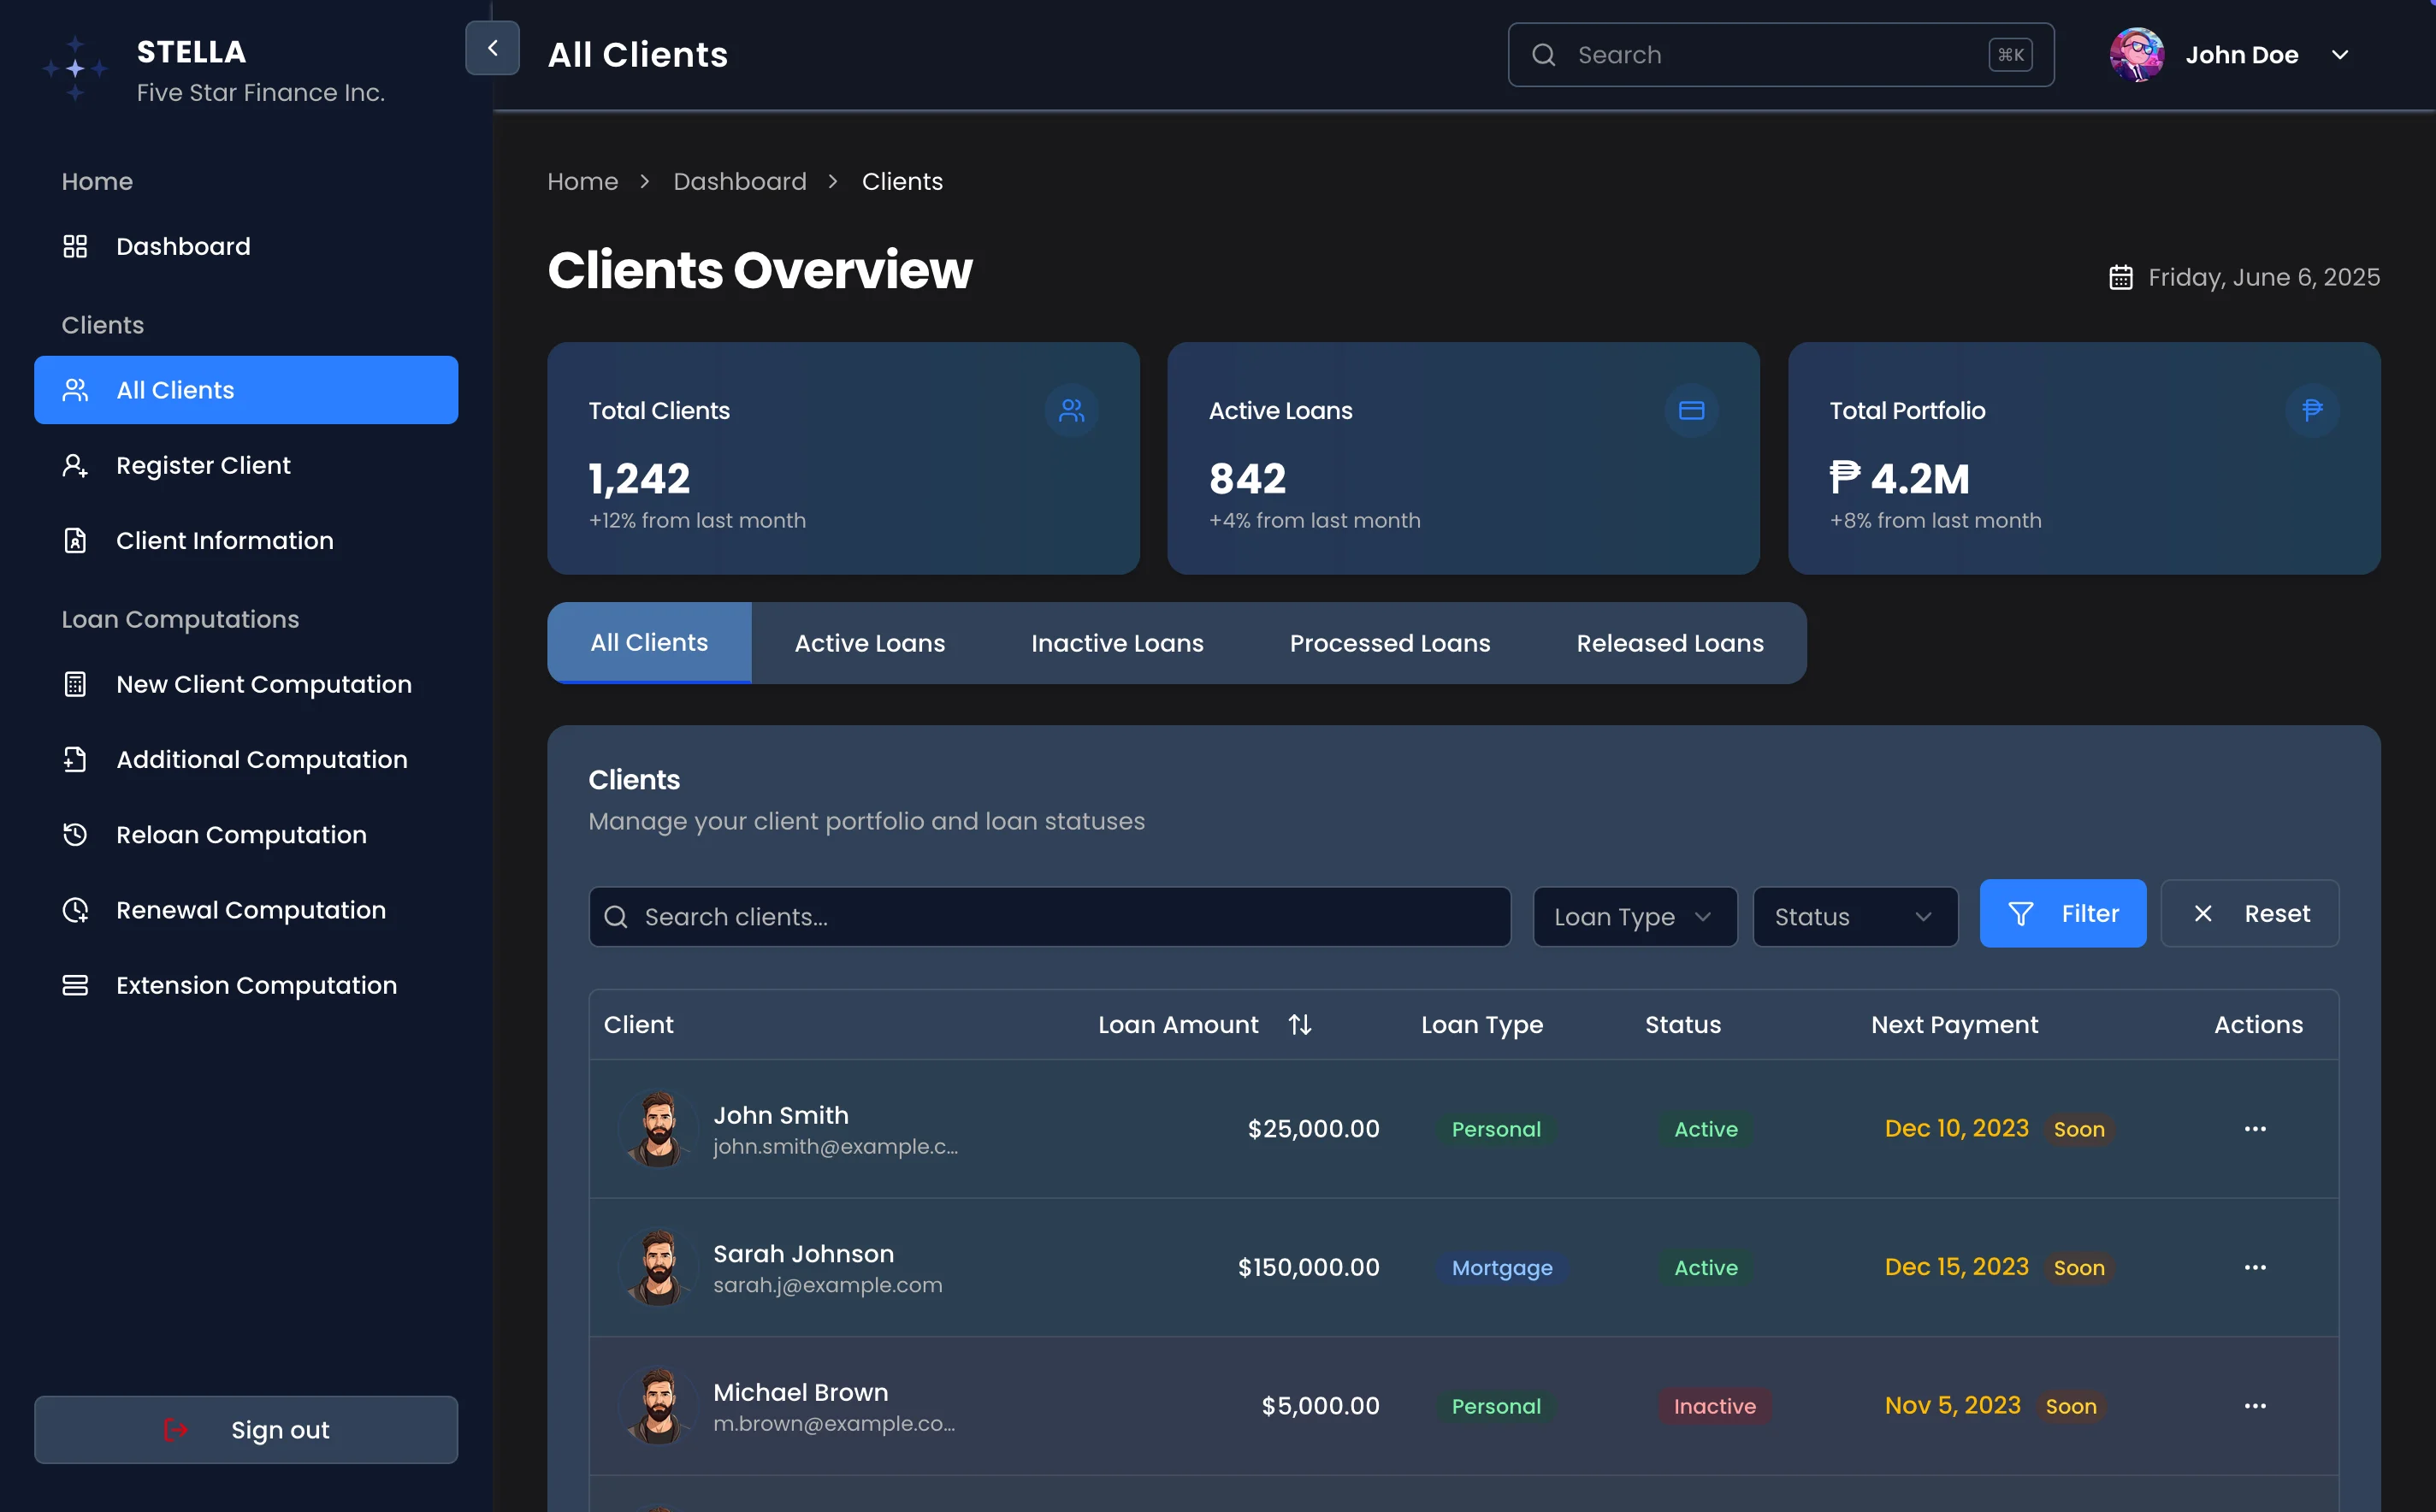 STELLA
Five Star Finance Inc.
Home
Dashboard
Clients
All Clients
Register Client
Client Information
Loan Computations
New Client Computation
Additional Computation
Reloan Computation
Renewal Computation
Extension Computation
Sign out
All Clients
Search ⌘K
John Doe
Home > Dashboard > Clients
Clients Overview
Friday, June 6, 2025
Total Clients
1,242
+12% from last month
Active Loans
842
+4% from last month
Total Portfolio
₱ 4.2M
+8% from last month
All Clients Active Loans Inactive Loans Processed Loans Released Loans
Clients
Manage your client portfolio and loan statuses
Search clients... Loan Type Status Filter Reset
Client Loan Amount Loan Type Status Next Payment Actions
John Smith
john.smith@example.c...
$25,000.00 Personal Active Dec 10, 2023 Soon
Sarah Johnson
sarah.j@example.com
$150,000.00 Mortgage Active Dec 15, 2023 Soon
Michael Brown
m.brown@example.co...
$5,000.00 Personal Inactive Nov 5, 2023 Soon